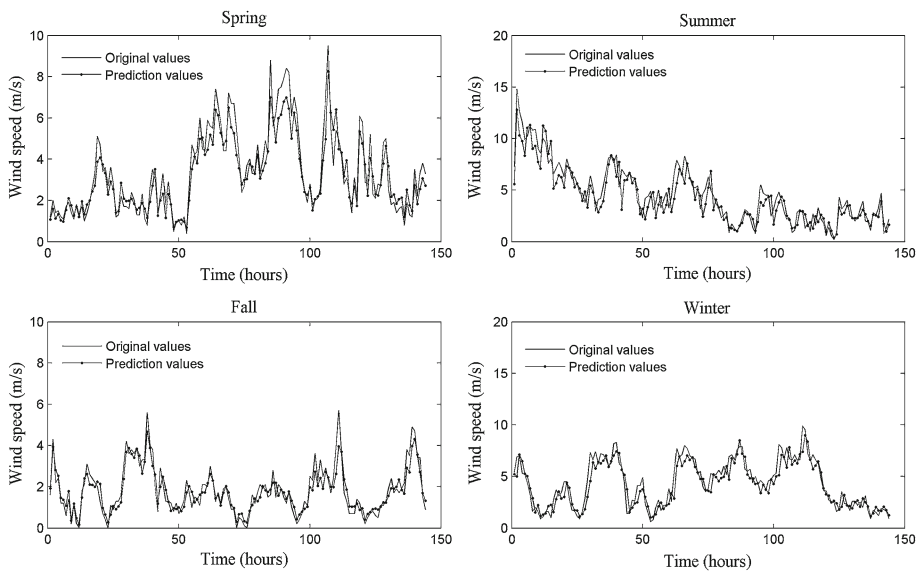 Spring
Wind speed (m/s)
10
8
6
4
2
0
Original values
Prediction values
0 50 100 150
Time (hours)
Summer
Wind speed (m/s)
20
15
10
5
0
Original values
Prediction values
0 50 100 150
Time (hours)
Fall
Wind speed (m/s)
10
8
6
4
2
0
Original values
Prediction values
0 50 100 150
Time (hours)
Winter
Wind speed (m/s)
20
15
10
5
0
Original values
Prediction values
0 50 100 150
Time (hours)